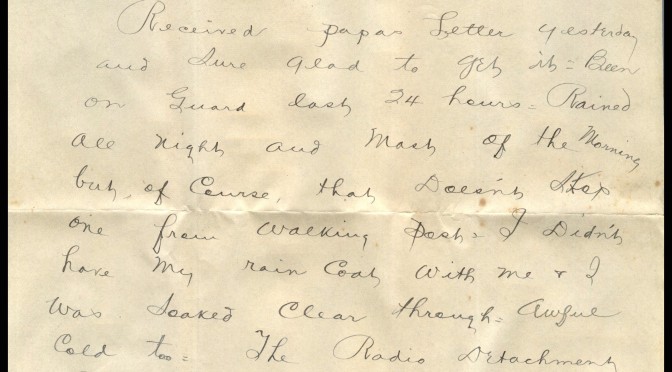 Received papas Letter yesterday
and sure glad to get it = Been
on Guard last 24 hours = Rained
all night and Most of the Morning
but, of Course, that Doesn't Stop
one from walking post = I Didn't
have My rain Coat with me & I
was soaked clear through = Awful
Cold too = The Radio Detachment